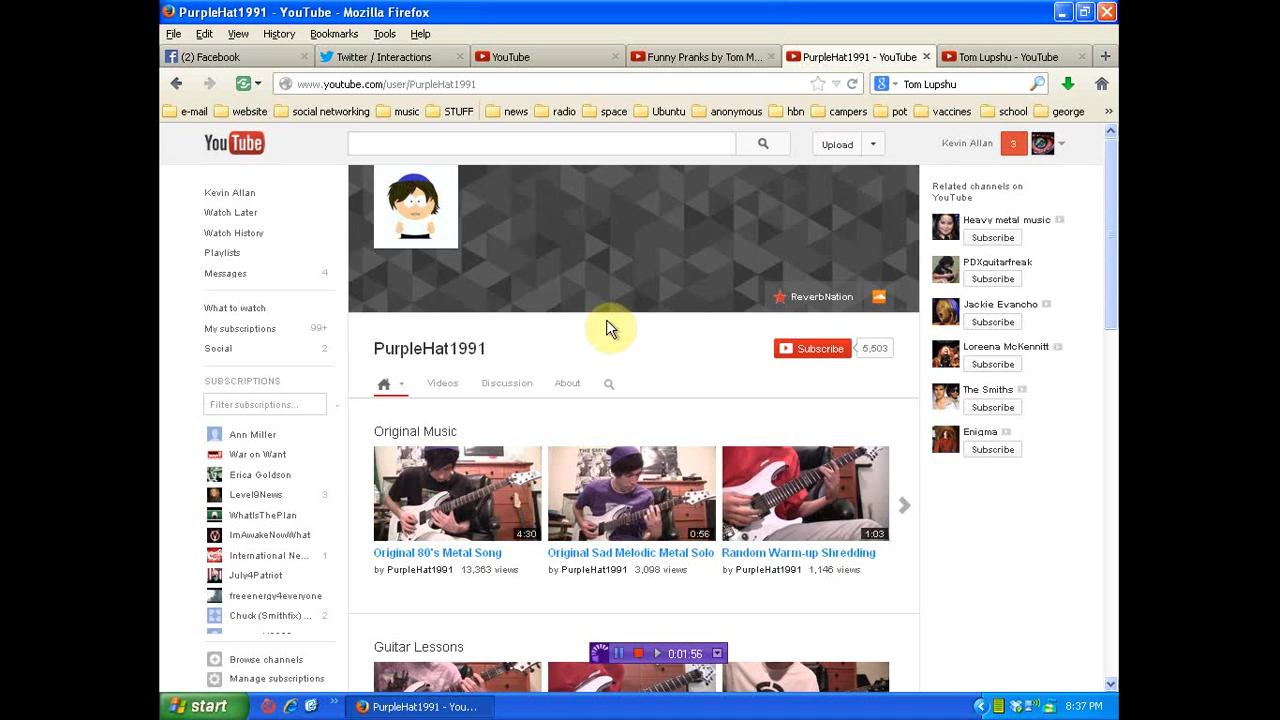 PurpleHat1991 - YouTube - Mozilla Firefox
File Edit View History Bookmarks Tools Help
(2) Facebook × Twitter / Interactions × YouTube × Funny Pranks by Tom M... × PurpleHat1991 - YouTube × Tom Lupshu - YouTube × +
www.youtube.com/user/PurpleHat1991 Tom Lupshu
e-mail website social networking music STUFF news radio space Ubuntu anonymous hbn campers pot vaccines school george »
YouTube Upload Kevin Allan 3
Kevin Allan
Watch Later
Watch History
Playlists
Messages 4
What to watch
My subscriptions 99+
Social 2
SUBSCRIPTIONS
Filter subscriptions...
Ann Miller
War on Want
Erica Goldson
Level9News 3
WhatIsThePlan
ImAwakeNowWhat
International Ne... 1
July4Patriot
freeenergy4everyone
Chuck (Smithfix) ... 2
Browse channels
Manage subscriptions
ReverbNation
PurpleHat1991 Subscribe 5,503
Videos Discussion About
Original Music
4:30 0:56 1:03
Original 80's Metal Song Original Sad Melodic Metal Solo Random Warm-up Shredding
by PurpleHat1991 13,363 views by PurpleHat1991 3,098 views by PurpleHat1991 1,146 views
Guitar Lessons
0:01:56
Related channels on
YouTube
Heavy metal music
Subscribe
PDXguitarfreak
Subscribe
Jackie Evancho
Subscribe
Loreena McKennitt
Subscribe
The Smiths
Subscribe
Enigma
Subscribe
start » PurpleHat1991 - You... 8:37 PM